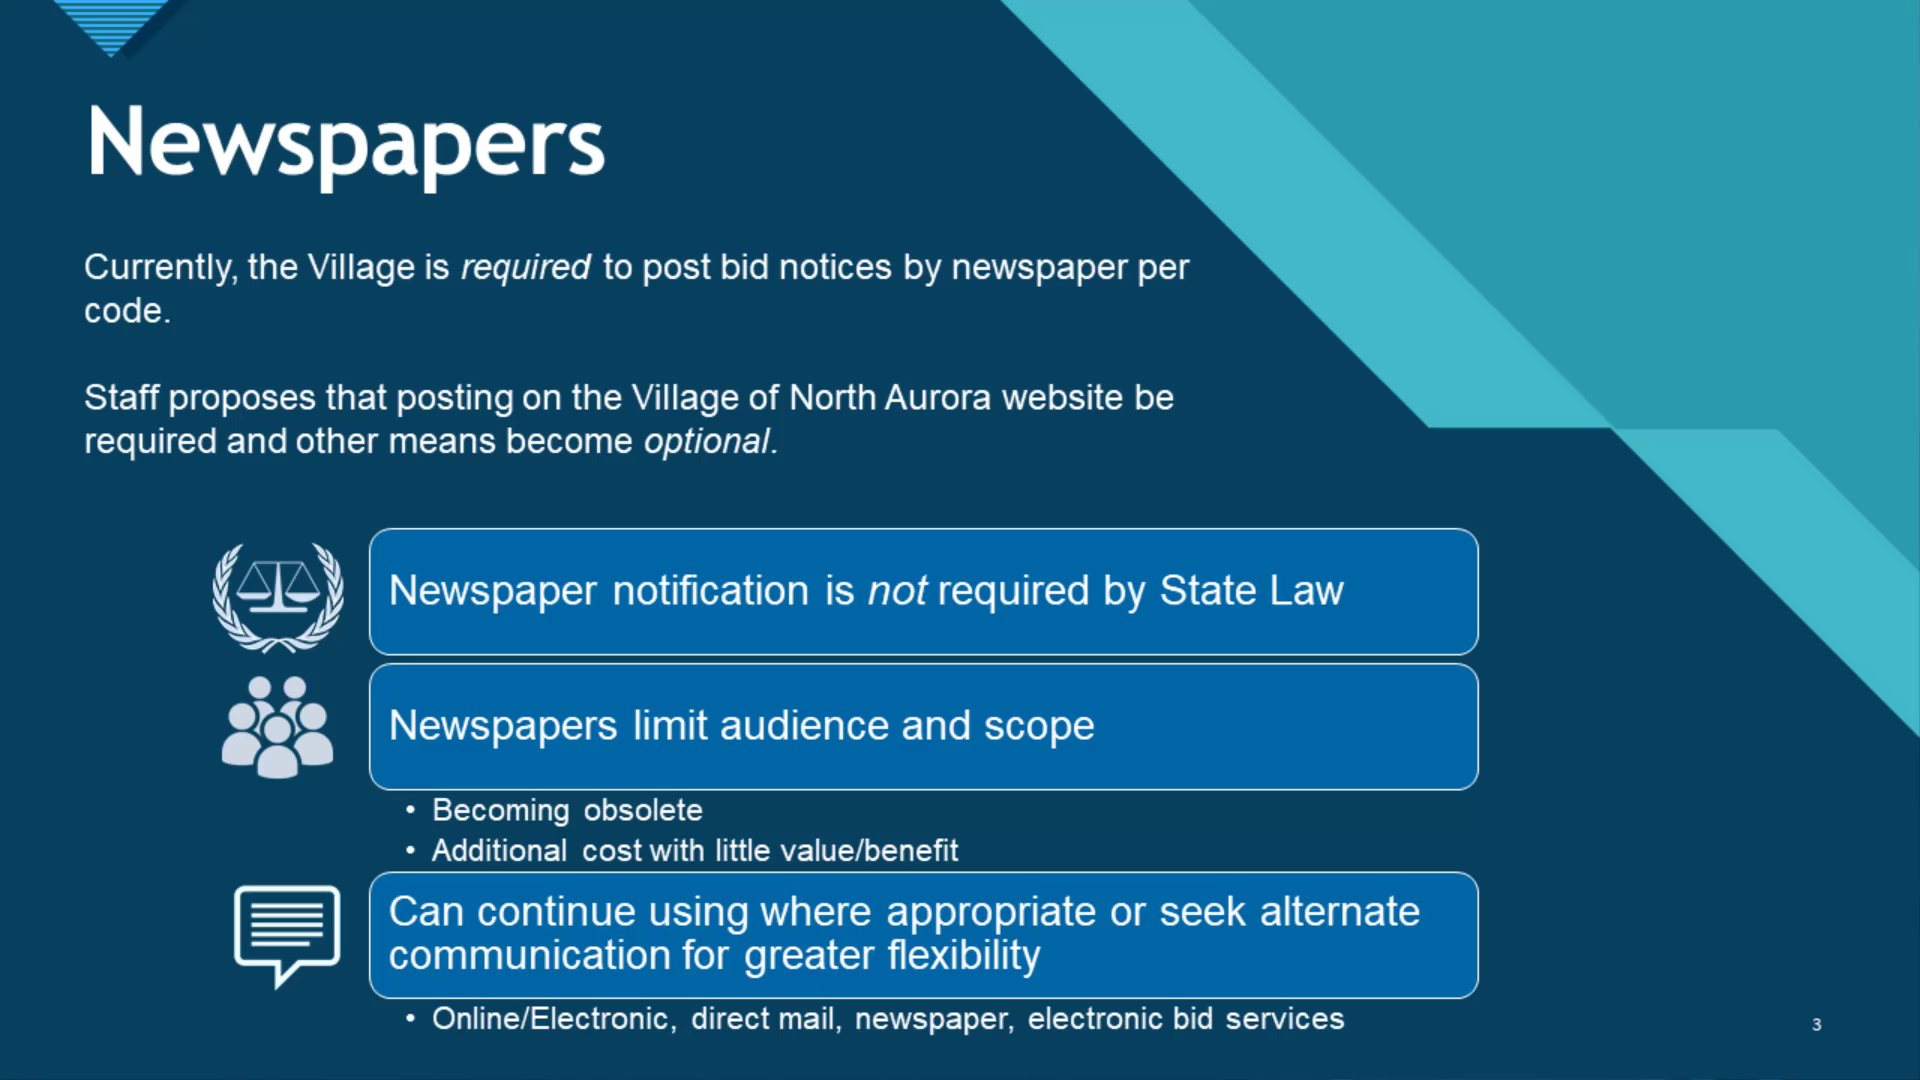 Newspapers
Currently, the Village is required to post bid notices by newspaper per
code.
Staff proposes that posting on the Village of North Aurora website be
required and other means become optional.
Newspaper notification is not required by State Law
Newspapers limit audience and scope
• Becoming obsolete
• Additional cost with little value/benefit
Can continue using where appropriate or seek alternate
communication for greater flexibility
• Online/Electronic, direct mail, newspaper, electronic bid services
3